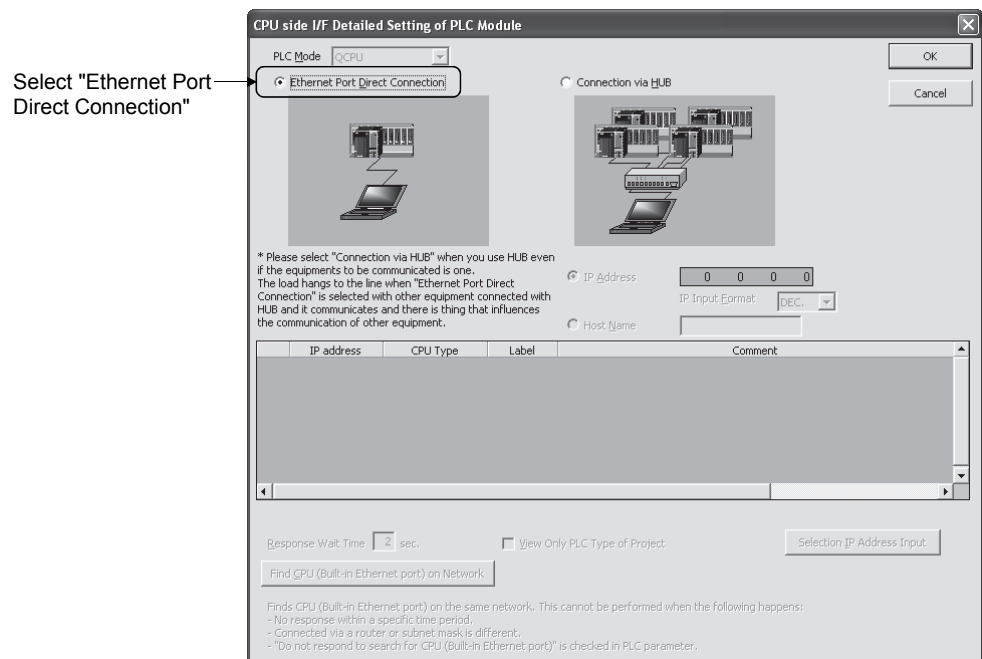 CPU side I/F Detailed Setting of PLC Module
Select "Ethernet Port
Direct Connection"
PLC Mode QCPU
OK
Ethernet Port Direct Connection
Connection via HUB
Cancel
* Please select "Connection via HUB" when you use HUB even
if the equipments to be communicated is one.
The load hangs to the line when "Ethernet Port Direct
Connection" is selected with other equipment connected with
HUB and it communicates and there is thing that influences
the communication of other equipment.
IP Address 0 0 0 0
IP Input Format DEC.
Host Name
IP address CPU Type Label Comment
Response Wait Time 2 sec.
View Only PLC Type of Project
Selection IP Address Input
Find CPU (Built-in Ethernet port) on Network
Finds CPU (Built-in Ethernet port) on the same network. This cannot be performed when the following happens:
- No response within a specific time period.
- Connected via a router or subnet mask is different.
- "Do not respond to search for CPU (Built-in Ethernet port)" is checked in PLC parameter.